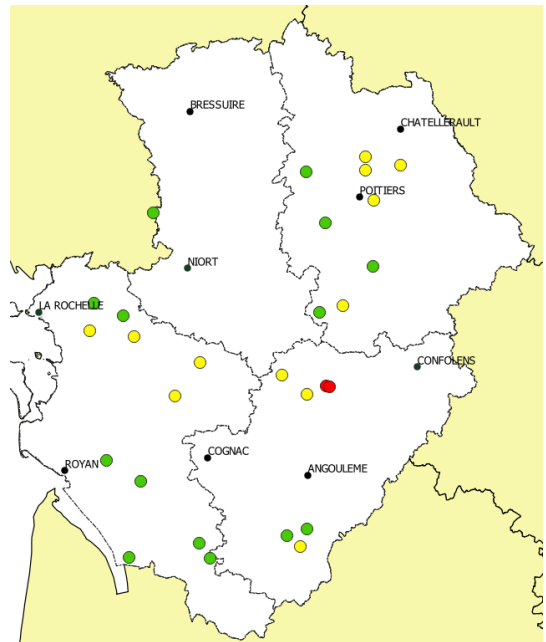 BRESSUIRE
CHATELLERAULT
POITIERS
NIORT
LA ROCHELLE
CONFOLENS
COGNAC
ROYAN
ANGOULEME